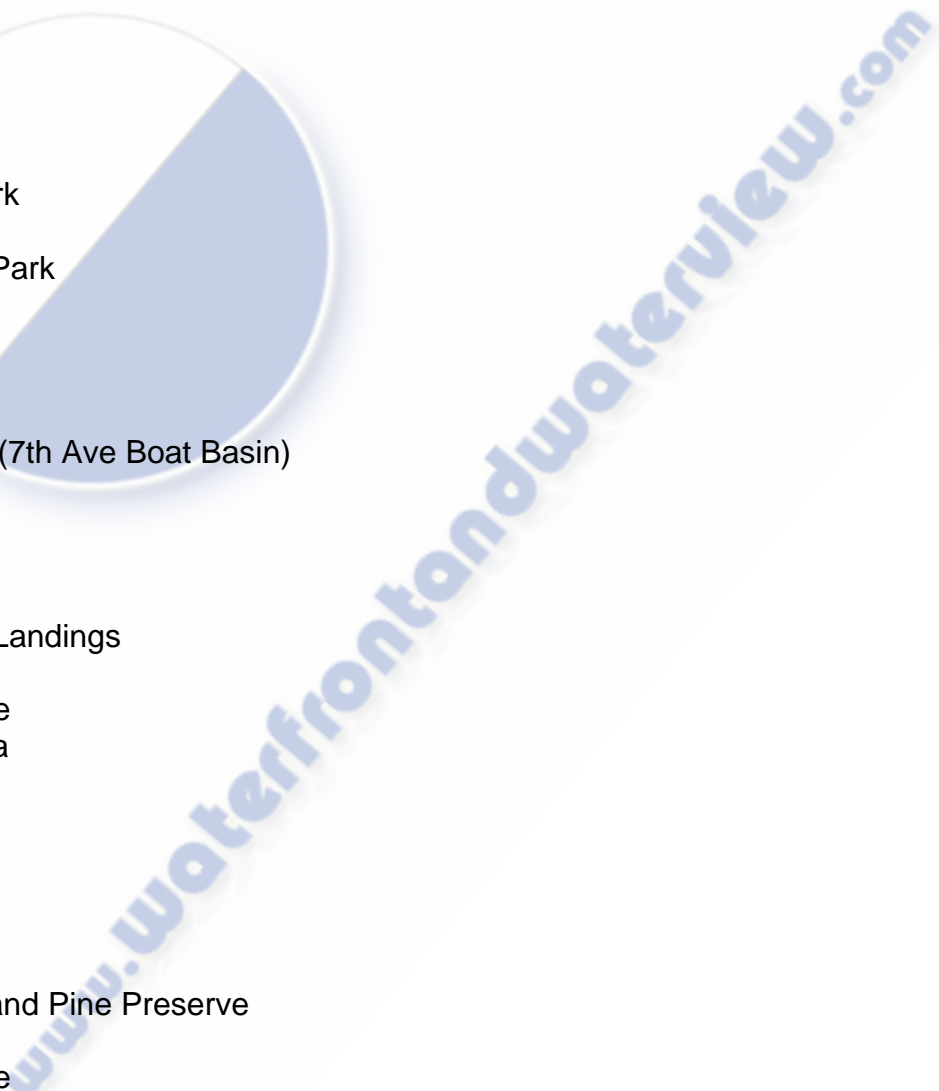 rk
Park
(7th Ave Boat Basin)
Landings
e
a
and Pine Preserve
e
www.waterfrontandwaterview.com